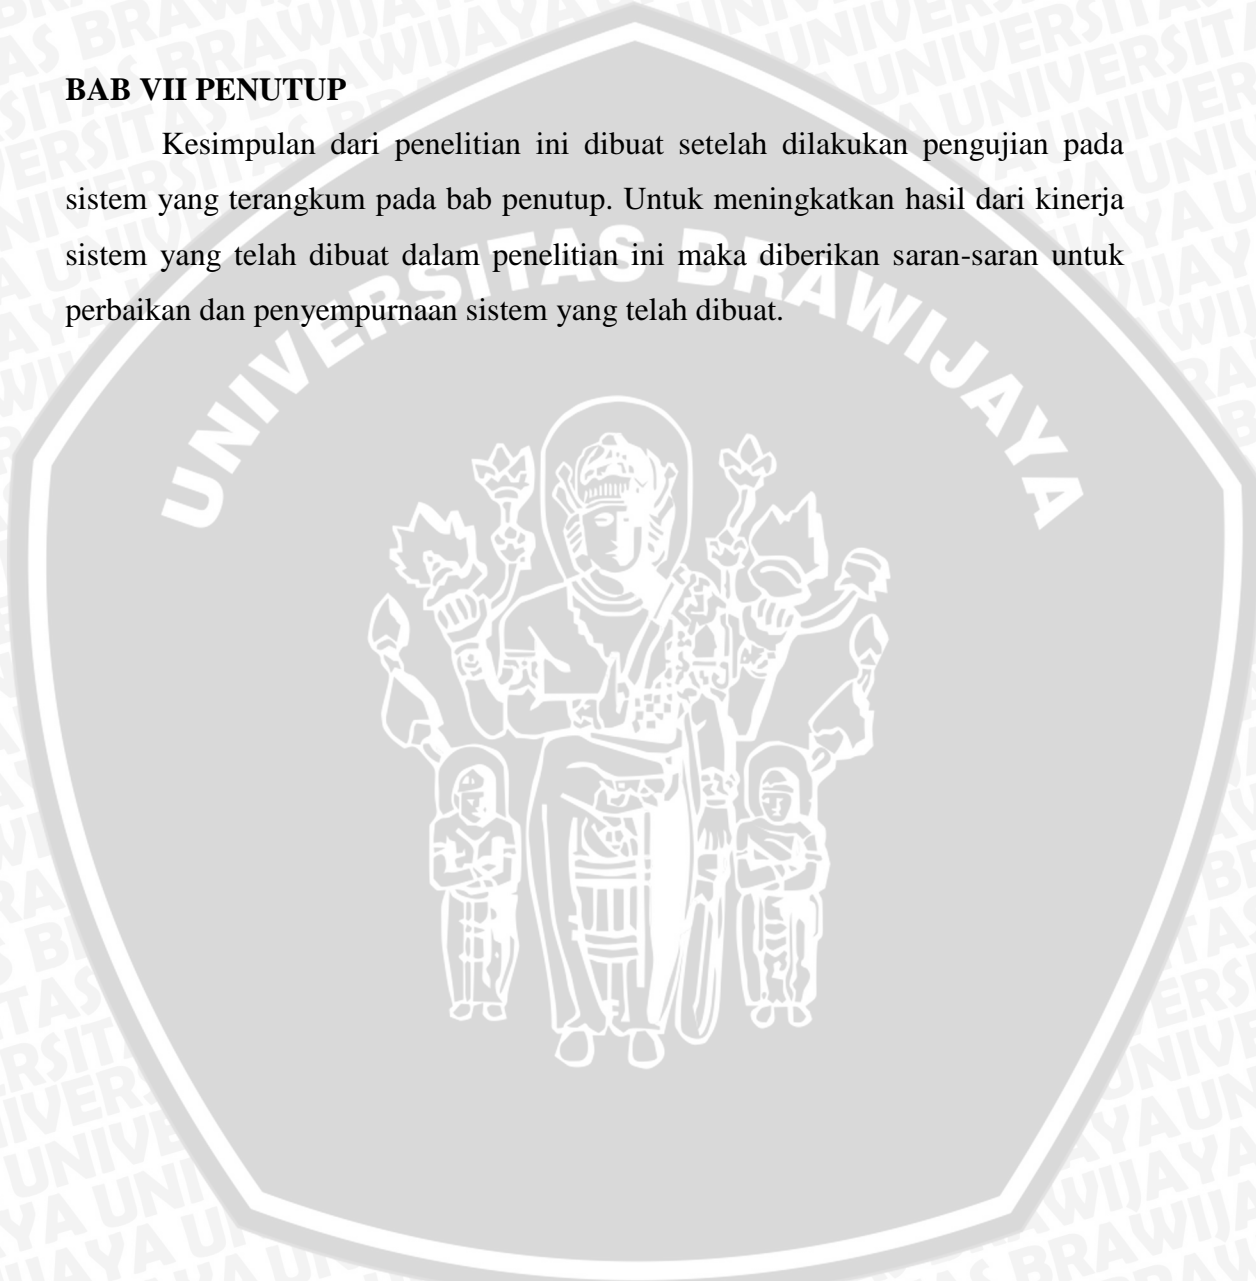 BAB VII PENUTUP
Kesimpulan dari penelitian ini dibuat setelah dilakukan pengujian pada
sistem yang terangkum pada bab penutup. Untuk meningkatkan hasil dari kinerja
sistem yang telah dibuat dalam penelitian ini maka diberikan saran-saran untuk
perbaikan dan penyempurnaan sistem yang telah dibuat.
UNIVERSITAS BRAWIJAYA